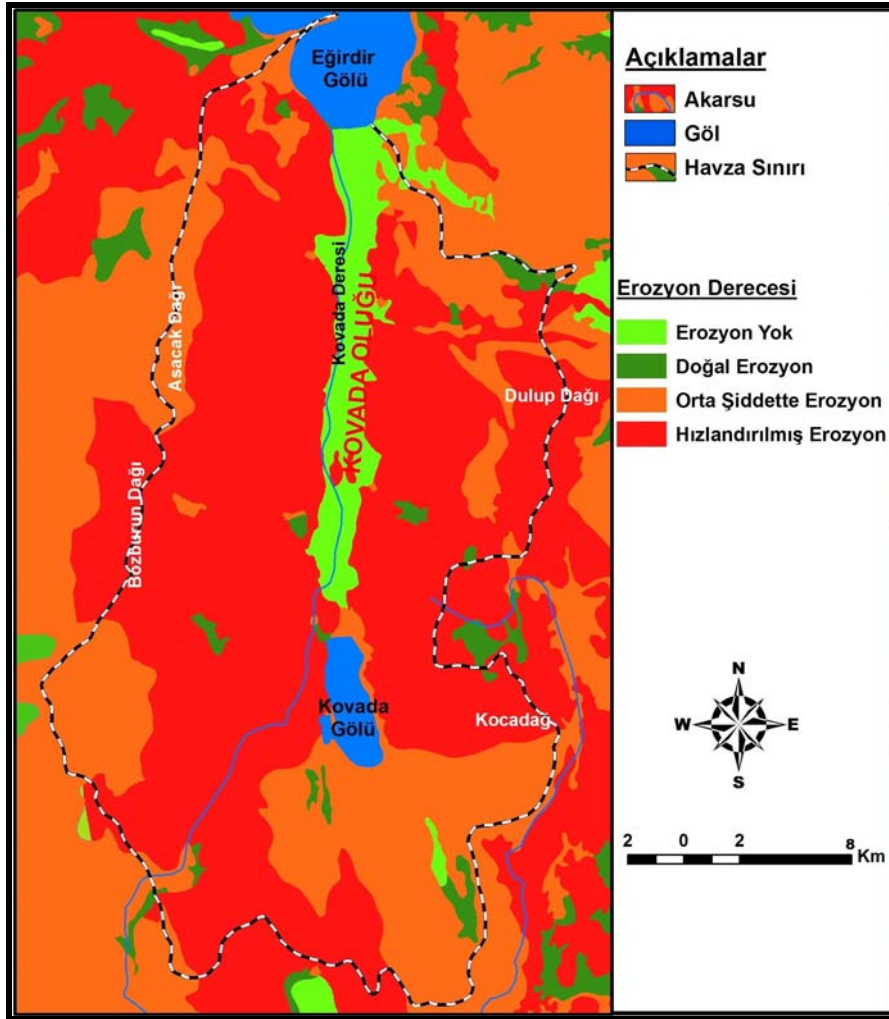 Eğirdir
Gölü
Kovada Deresi
KOVADA OLUĞU
Asacak Dağı
Dulup Dağı
Bozburun Dağı
Kovada
Gölü
Kocadağ
Açıklamalar
Akarsu
Göl
Havza Sınırı
Erozyon Derecesi
Erozyon Yok
Doğal Erozyon
Orta Şiddette Erozyon
Hızlandırılmış Erozyon
N
W E
S
2 0 2 8
Km